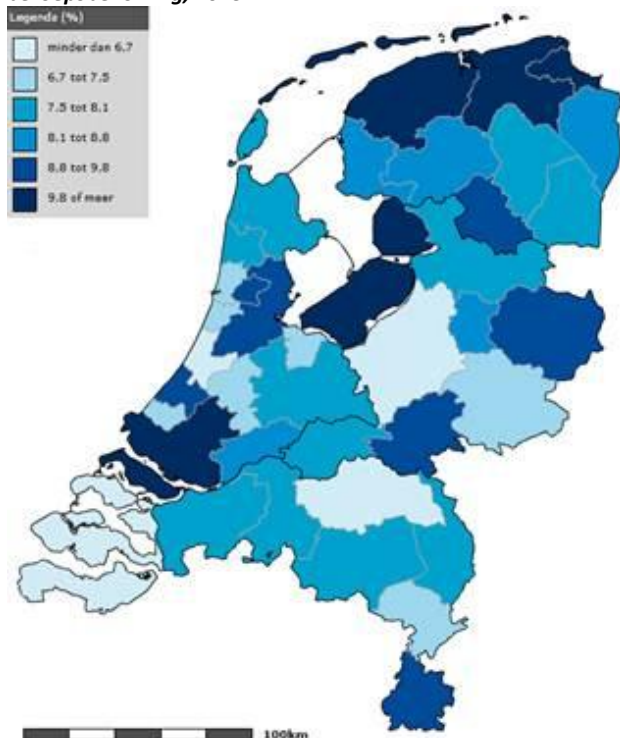 Legende (%)
minder dan 6.7
6.7 tot 7.5
7.5 tot 8.1
8.1 tot 8.8
8.8 tot 9.8
9.8 of meer
100km